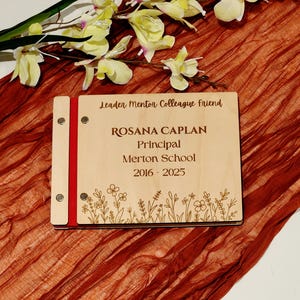 Leader Mentor Colleague Friend
ROSANA CAPLAN
Principal
Merton School
2016 - 2025